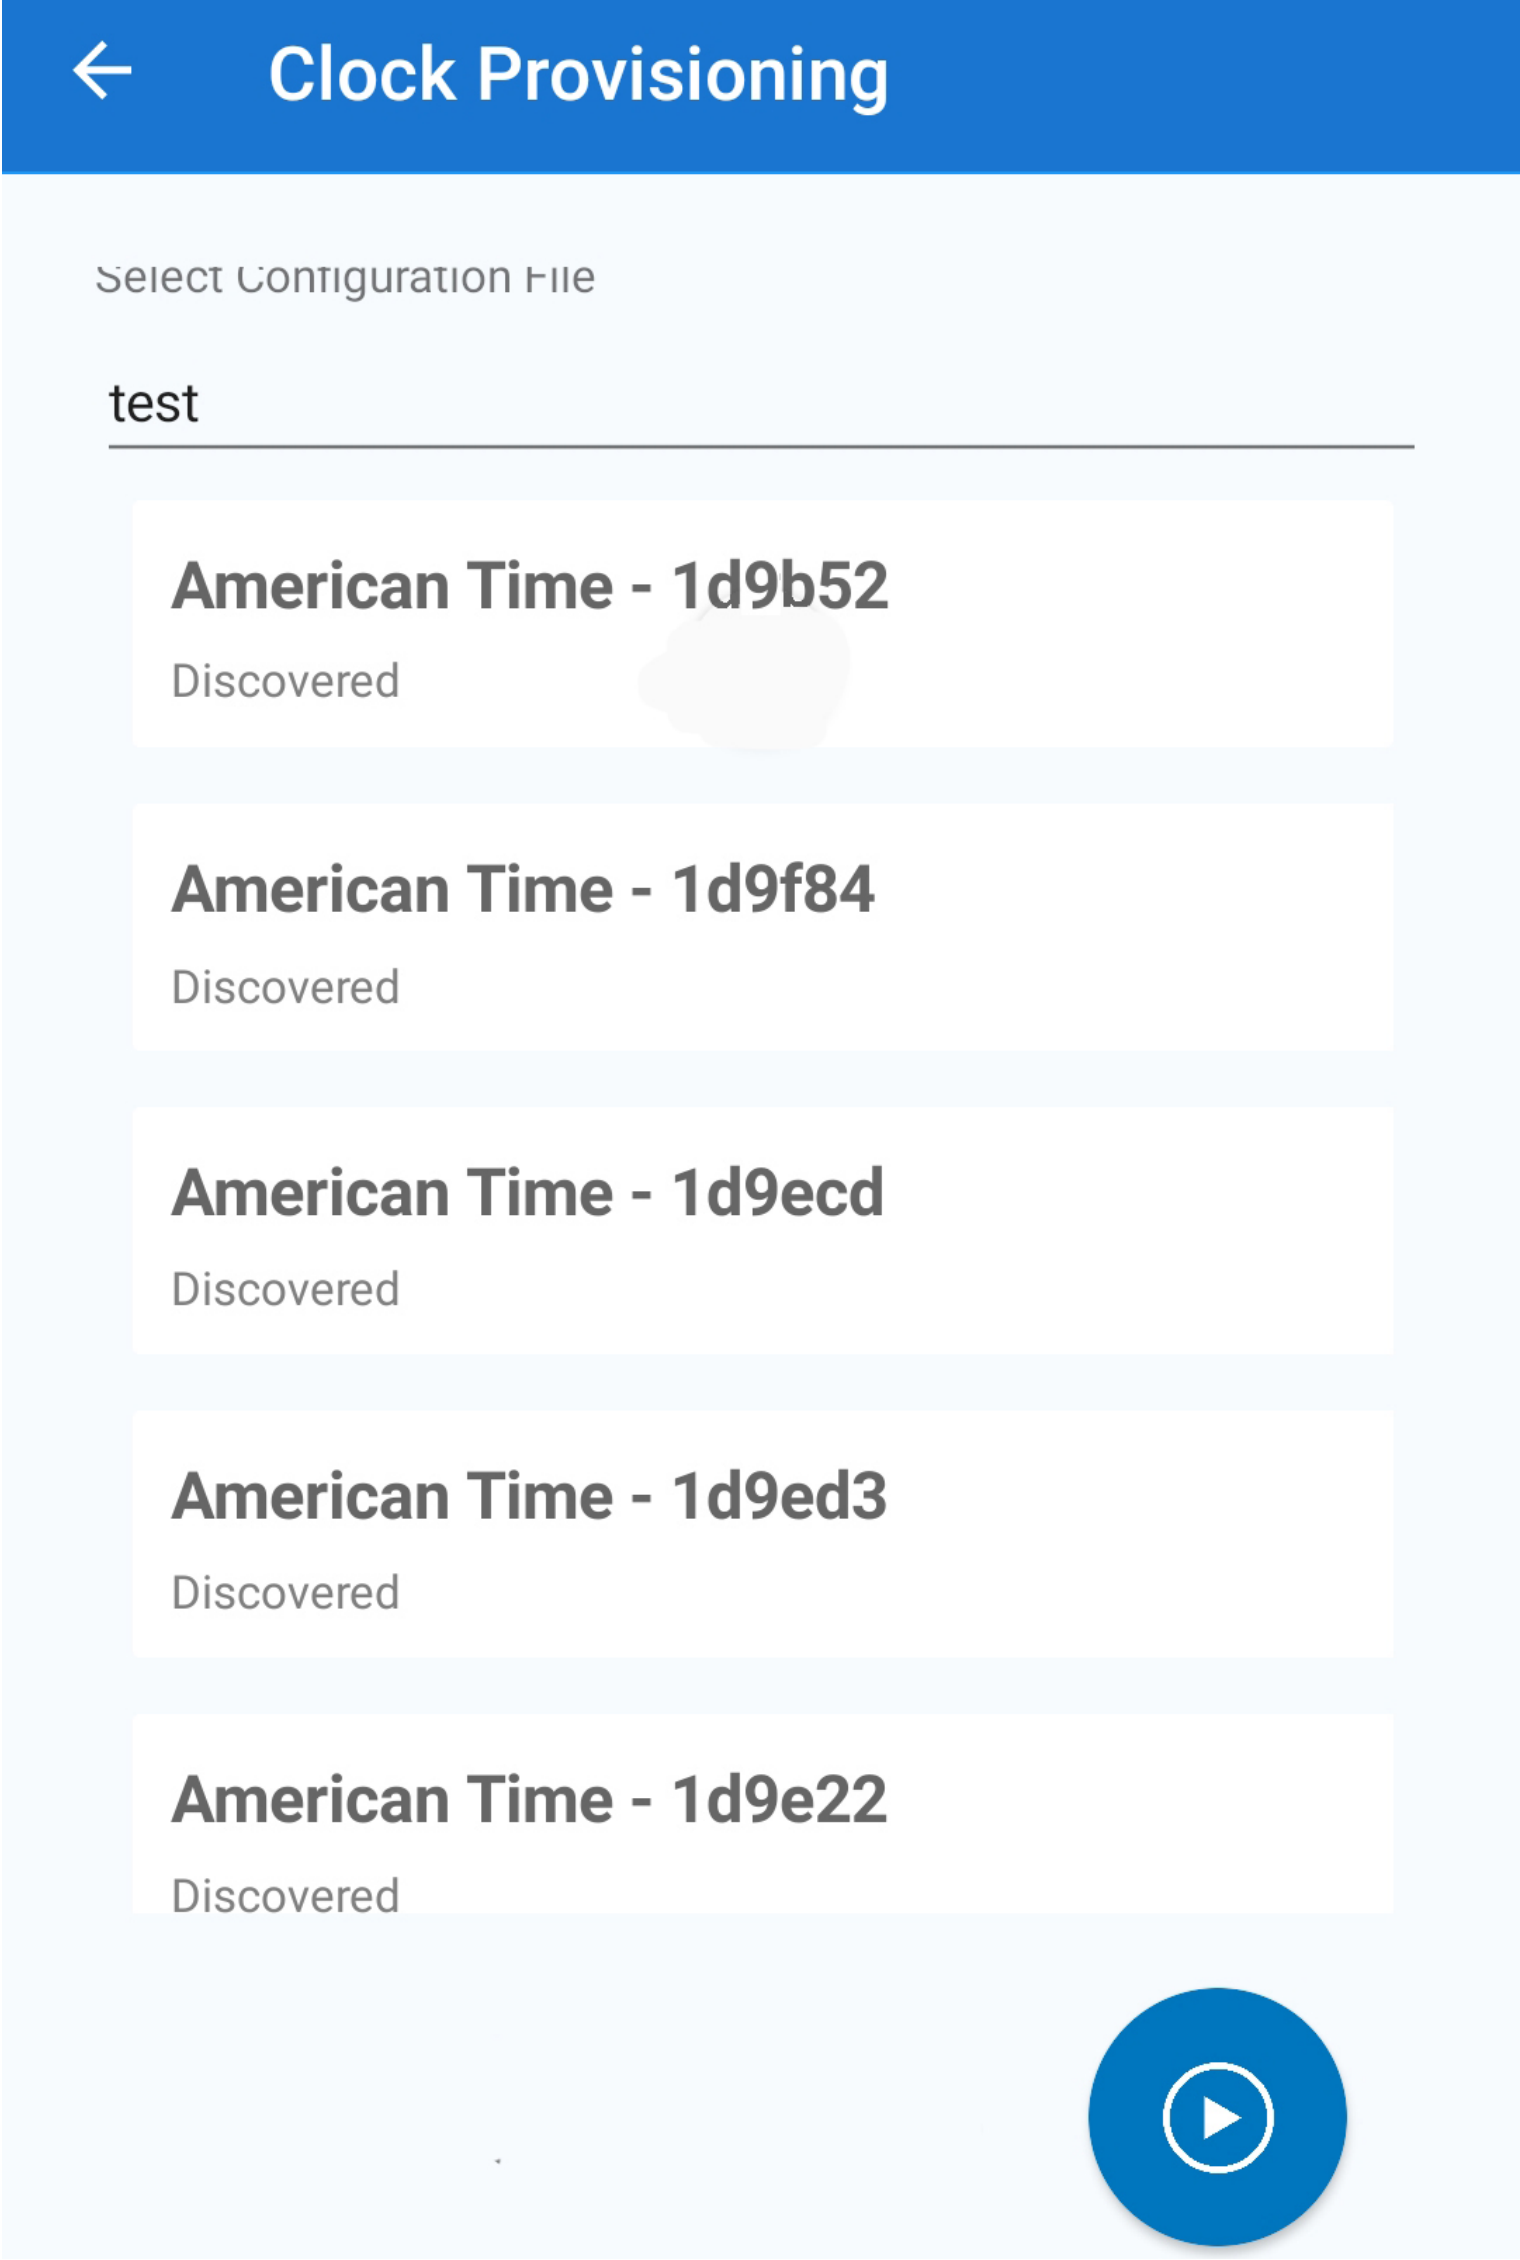 Clock Provisioning
Select Configuration File
test
American Time - 1d9b52
Discovered
American Time - 1d9f84
Discovered
American Time - 1d9ecd
Discovered
American Time - 1d9ed3
Discovered
American Time - 1d9e22
Discovered